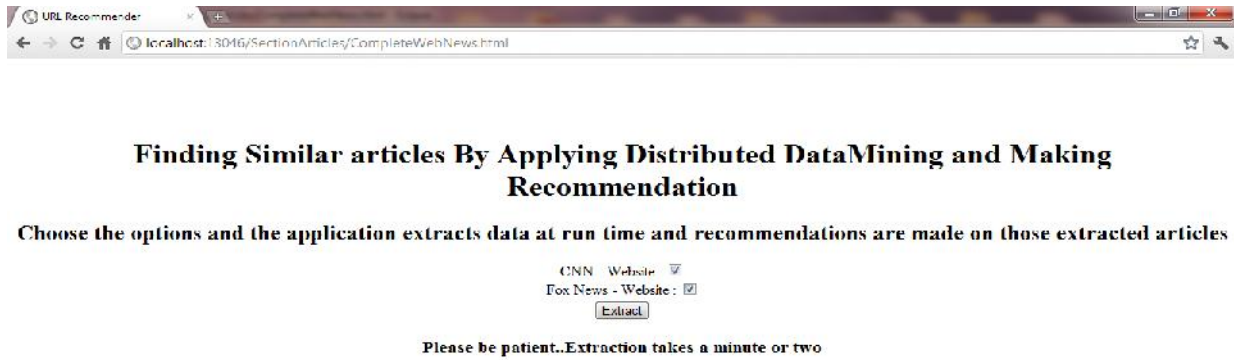 URL Recommender
localhost:13046/SectionArticles/CompleteWebNews.html
Finding Similar articles By Applying Distributed DataMining and Making
Recommendation
Choose the options and the application extracts data at run time and recommendations are made on those extracted articles
CNN Website
Fox News - Website :
Extract
Please be patient..Extraction takes a minute or two